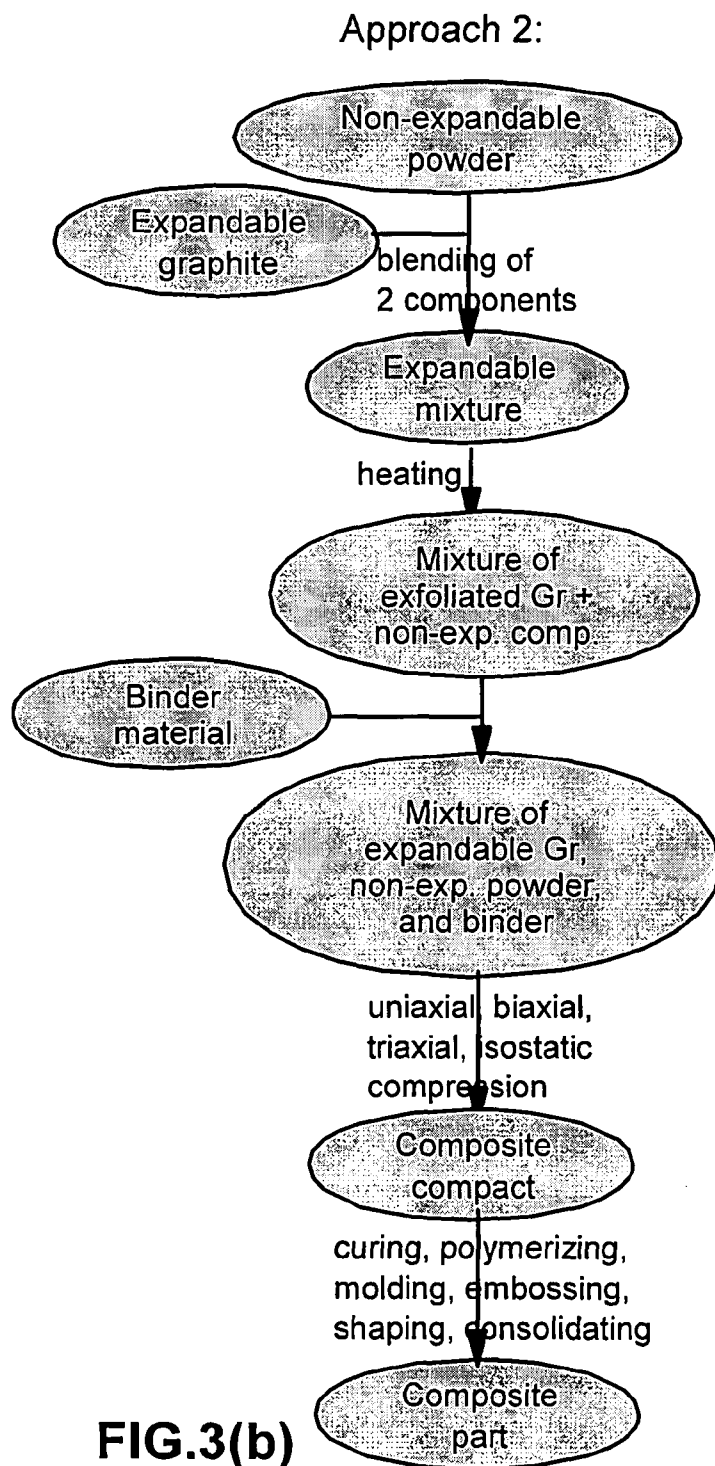 Approach 2:
Non-expandable
powder
Expandable
graphite
blending of
2 components
Expandable
mixture
heating
Mixture of
exfoliated Gr +
non-exp. comp.
Binder
material
Mixture of
expandable Gr,
non-exp. powder,
and binder
uniaxial, biaxial,
triaxial, isostatic
compression
Composite
compact
curing, polymerizing,
molding, embossing,
shaping, consolidating
Composite
part
FIG.3(b)